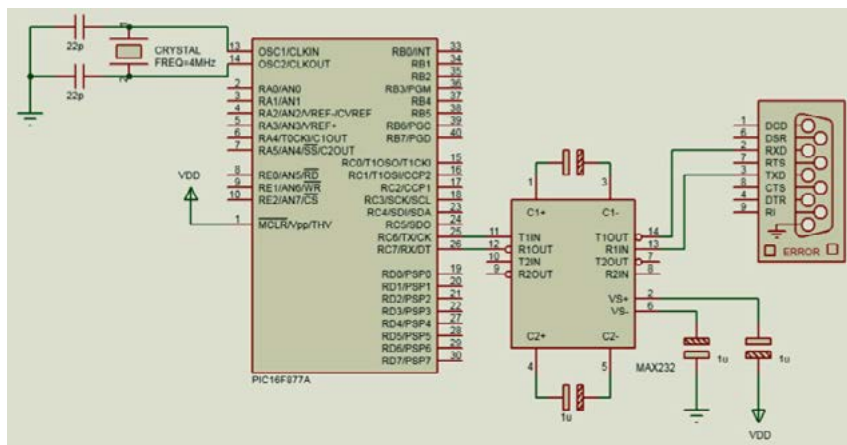 22p
22p
CRYSTAL
FREQ=4MHz
13 OSC1/CLKIN
14 OSC2/CLKOUT
2 RA0/AN0
3 RA1/AN1
4 RA2/AN2/VREF-/CVREF
5 RA3/AN3/VREF+
6 RA4/T0CKI/C1OUT
7 RA5/AN4/SS/C2OUT
8 RE0/AN5/RD
9 RE1/AN6/WR
10 RE2/AN7/CS
VDD
1 MCLR/Vpp/THV
RB0/INT 33
RB1 34
RB2 35
RB3/PGM 36
RB4 37
RB5 38
RB6/PGC 39
RB7/PGD 40
RC0/T1OSO/T1CKI 15
RC1/T1OSI/CCP2 16
RC2/CCP1 17
RC3/SCK/SCL 18
RC4/SDI/SDA 23
RC5/SDO 24
RC6/TX/CK 25
RC7/RX/DT 26
RD0/PSP0 19
RD1/PSP1 20
RD2/PSP2 21
RD3/PSP3 22
RD4/PSP4 27
RD5/PSP5 28
RD6/PSP6 29
RD7/PSP7 30
PIC16F877A
1 3
C1+ C1-
11 T1IN T1OUT 14
12 R1OUT R1IN 13
10 T2IN T2OUT 7
9 R2OUT R2IN 8
VS+ 2
VS- 6
C2+ C2-
4 5
1u
MAX232
1u
1u
VDD
1 DCD
6 DSR
2 RXD
7 RTS
3 TXD
8 CTS
4 DTR
9 RI
ERROR